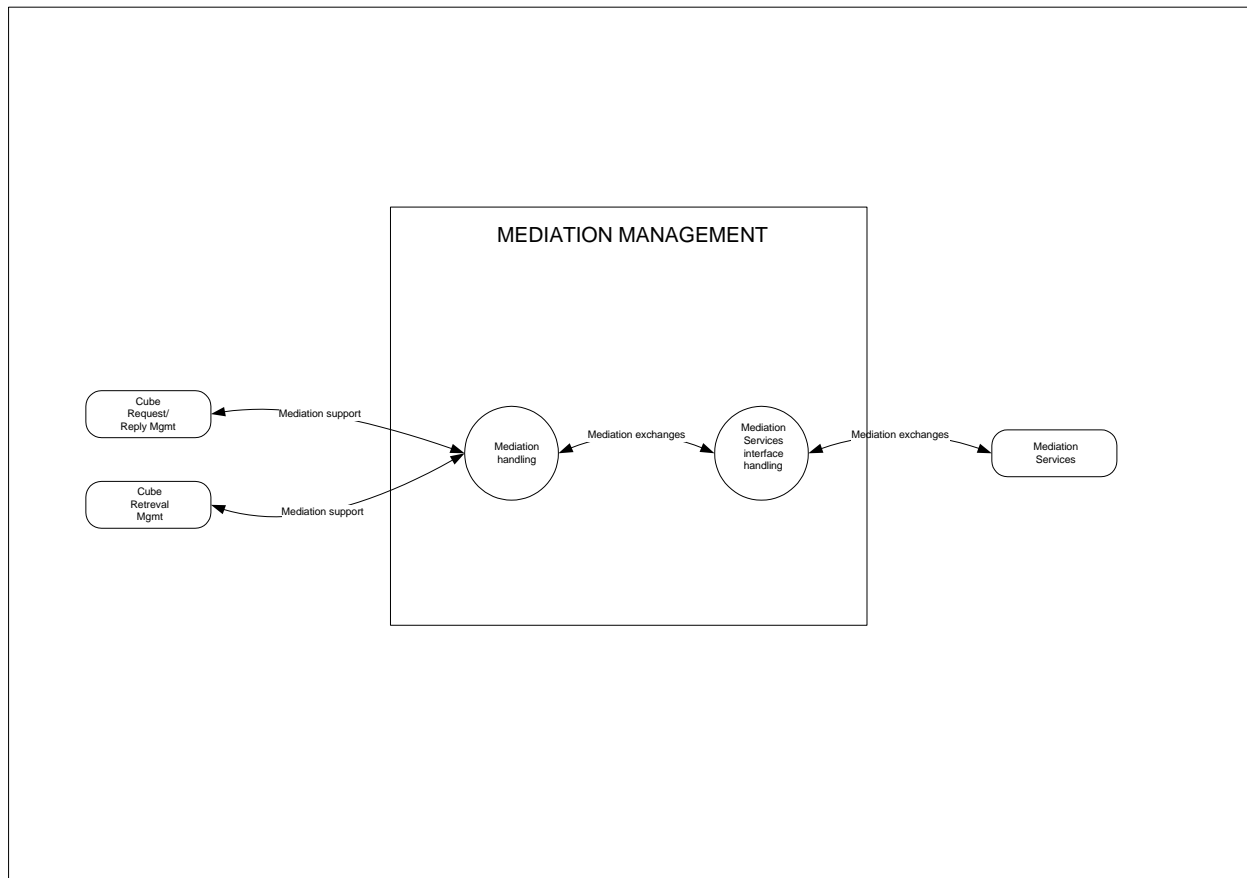 MEDIATION MANAGEMENT
Cube
Request/
Reply Mgmt
Mediation support
Cube
Retreval
Mgmt
Mediation support
Mediation
handling
Mediation exchanges
Mediation
Services
interface
handling
Mediation exchanges
Mediation
Services